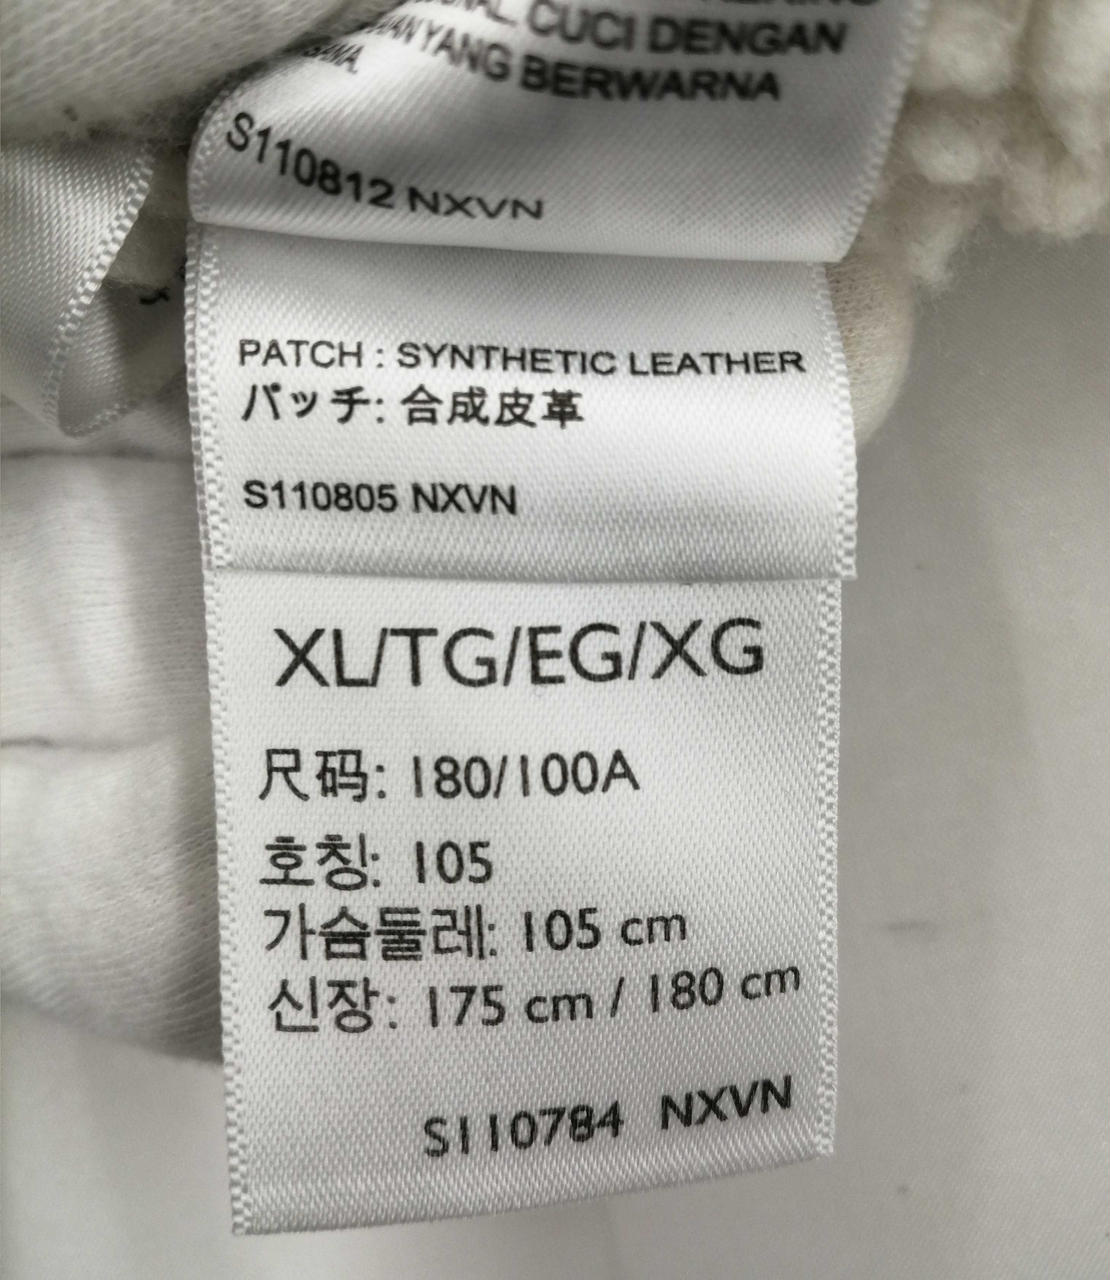 CUCI DENGAN
YANG BERWARNA
S110812 NXVN
PATCH : SYNTHETIC LEATHER
パッチ: 合成皮革
S110805 NXVN
XL/TG/EG/XG
尺码: 180/100A
호칭: 105
가슴둘레: 105 cm
신장: 175 cm / 180 cm
S110784 NXVN